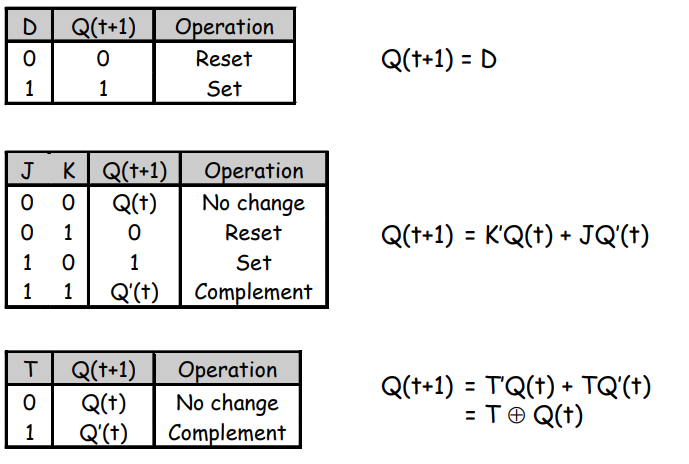 D Q(t+1) Operation
0 0 Reset
1 1 Set
Q(t+1) = D
J K Q(t+1) Operation
0 0 Q(t) No change
0 1 0 Reset
1 0 1 Set
1 1 Q'(t) Complement
Q(t+1) = K'Q(t) + JQ'(t)
T Q(t+1) Operation
0 Q(t) No change
1 Q'(t) Complement
Q(t+1) = T'Q(t) + TQ'(t)
= T ⊕ Q(t)